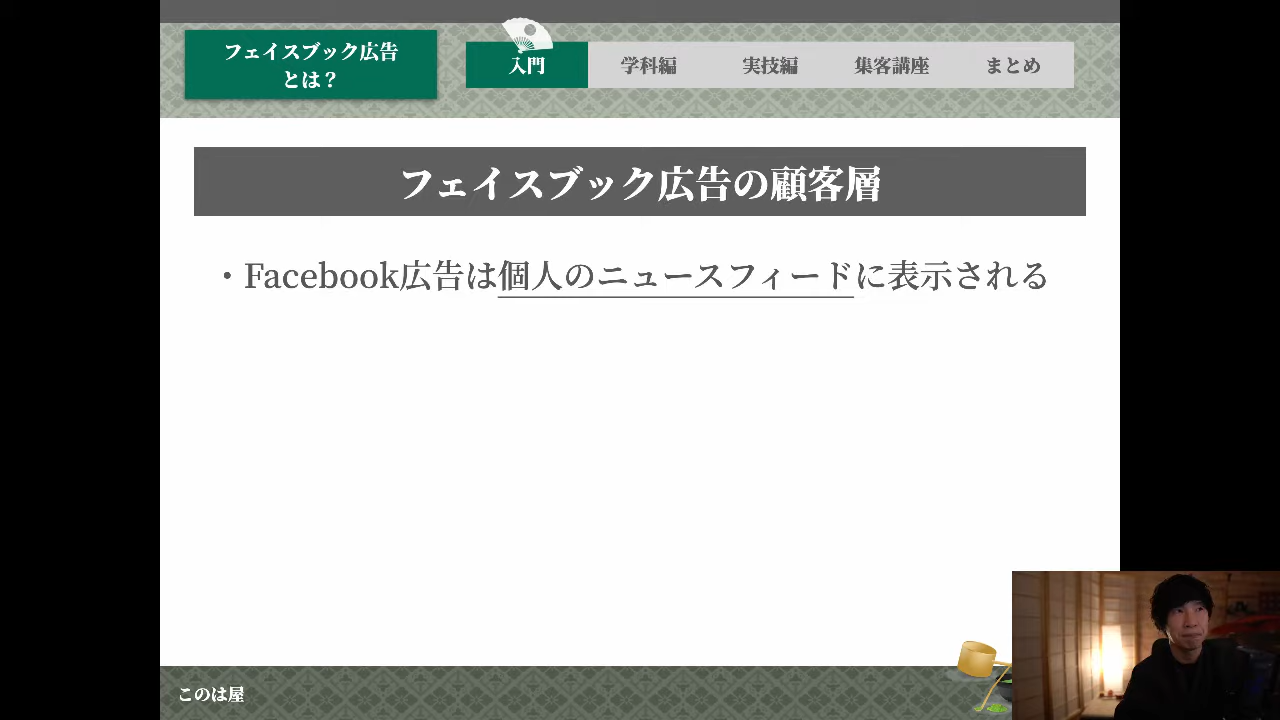 フェイスブック広告
とは？
入門
学科編
実技編
集客講座
まとめ
フェイスブック広告の顧客層
・Facebook広告は個人のニュースフィードに表示される
このは屋